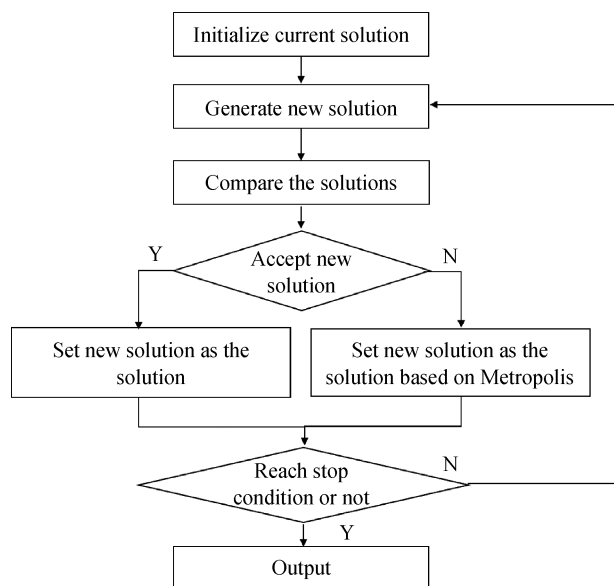 Initialize current solution
Generate new solution
Compare the solutions
Y
Accept new
solution
N
Set new solution as the
solution
Set new solution as the
solution based on Metropolis
Reach stop
condition or not
N
Y
Output